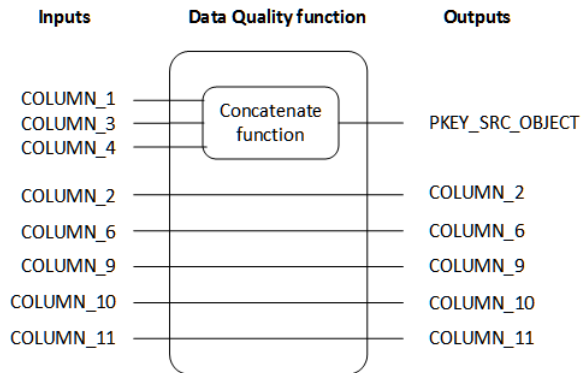 Inputs Data Quality function Outputs
COLUMN_1
COLUMN_3
COLUMN_4
Concatenate
function
PKEY_SRC_OBJECT
COLUMN_2 COLUMN_2
COLUMN_6 COLUMN_6
COLUMN_9 COLUMN_9
COLUMN_10 COLUMN_10
COLUMN_11 COLUMN_11